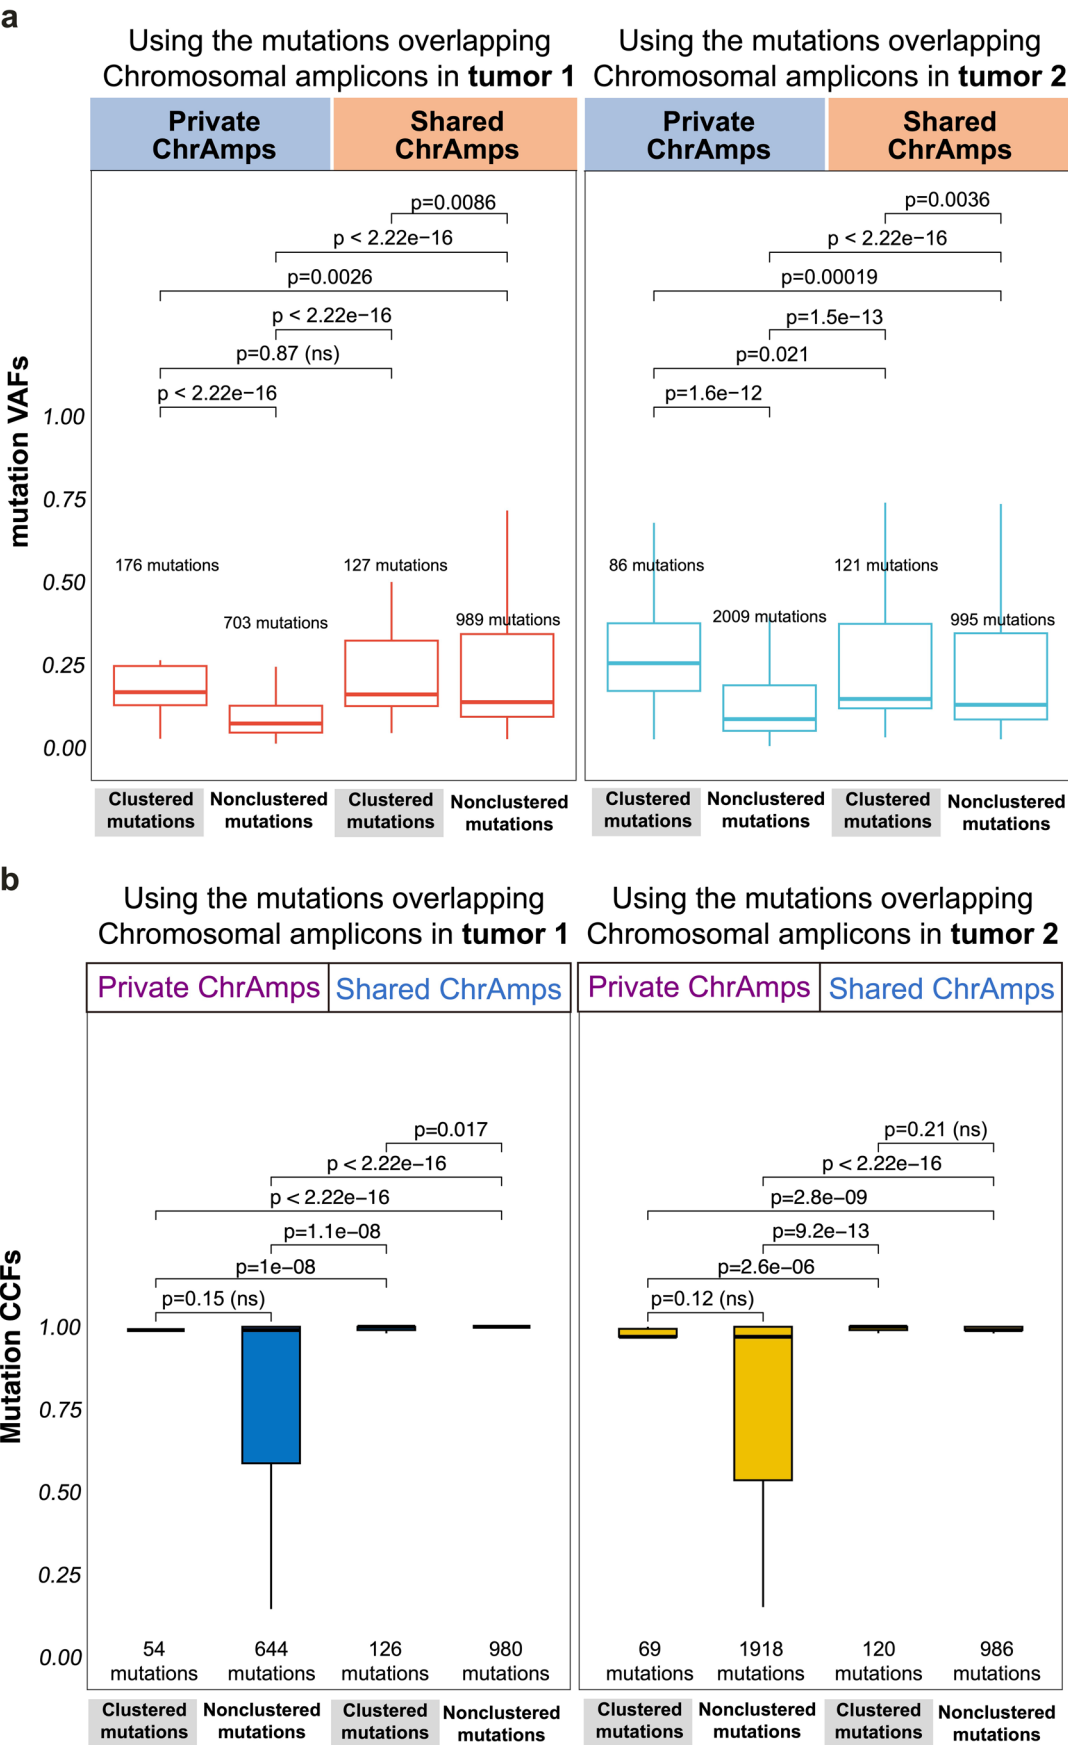 a
Using the mutations overlapping
Chromosomal amplicons in tumor 1
Using the mutations overlapping
Chromosomal amplicons in tumor 2
Private
ChrAmps
Shared
ChrAmps
Private
ChrAmps
Shared
ChrAmps
mutation VAFs
1.00
0.75
0.50
0.25
0.00
p=0.0086
p < 2.22e−16
p=0.0026
p < 2.22e−16
p=0.87 (ns)
p < 2.22e−16
176 mutations
703 mutations
127 mutations
989 mutations
p=0.0036
p < 2.22e−16
p=0.00019
p=1.5e−13
p=0.021
p=1.6e−12
86 mutations
2009 mutations
121 mutations
995 mutations
Clustered
mutations
Nonclustered
mutations
Clustered
mutations
Nonclustered
mutations
Clustered
mutations
Nonclustered
mutations
Clustered
mutations
Nonclustered
mutations
b
Using the mutations overlapping
Chromosomal amplicons in tumor 1
Using the mutations overlapping
Chromosomal amplicons in tumor 2
Private ChrAmps
Shared ChrAmps
Private ChrAmps
Shared ChrAmps
Mutation CCFs
1.00
0.75
0.50
0.25
0.00
p=0.017
p < 2.22e−16
p < 2.22e−16
p=1.1e−08
p=1e−08
p=0.15 (ns)
54
mutations
644
mutations
126
mutations
980
mutations
p=0.21 (ns)
p < 2.22e−16
p=2.8e−09
p=9.2e−13
p=2.6e−06
p=0.12 (ns)
69
mutations
1918
mutations
120
mutations
986
mutations
Clustered
mutations
Nonclustered
mutations
Clustered
mutations
Nonclustered
mutations
Clustered
mutations
Nonclustered
mutations
Clustered
mutations
Nonclustered
mutations